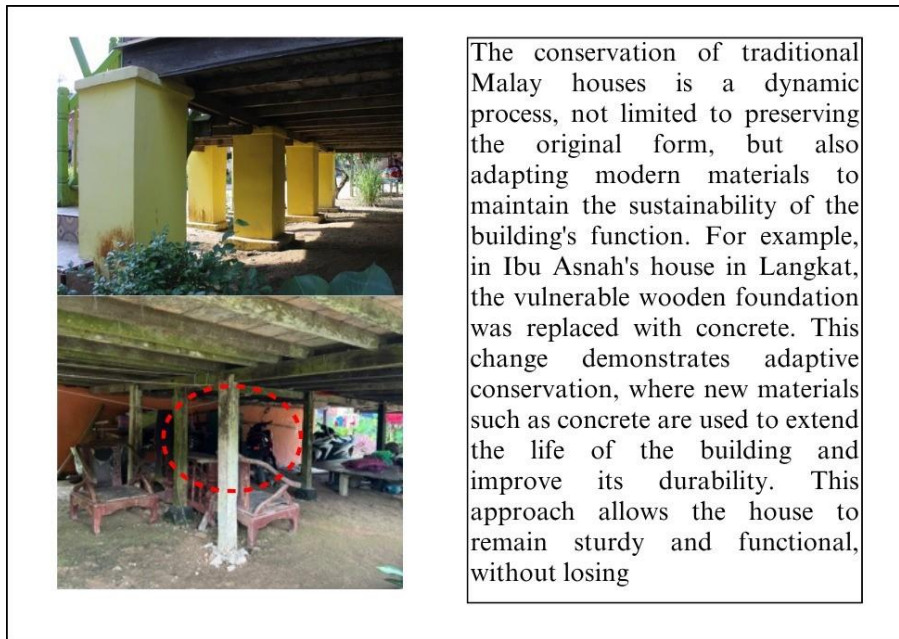 The conservation of traditional
Malay houses is a dynamic
process, not limited to preserving
the original form, but also
adapting modern materials to
maintain the sustainability of the
building's function. For example,
in Ibu Asnah's house in Langkat,
the vulnerable wooden foundation
was replaced with concrete. This
change demonstrates adaptive
conservation, where new materials
such as concrete are used to extend
the life of the building and
improve its durability. This
approach allows the house to
remain sturdy and functional,
without losing